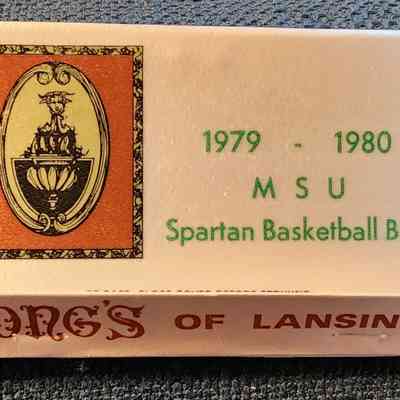 1979 - 1980
M S U
Spartan Basketball B
ONG'S OF LANSIN